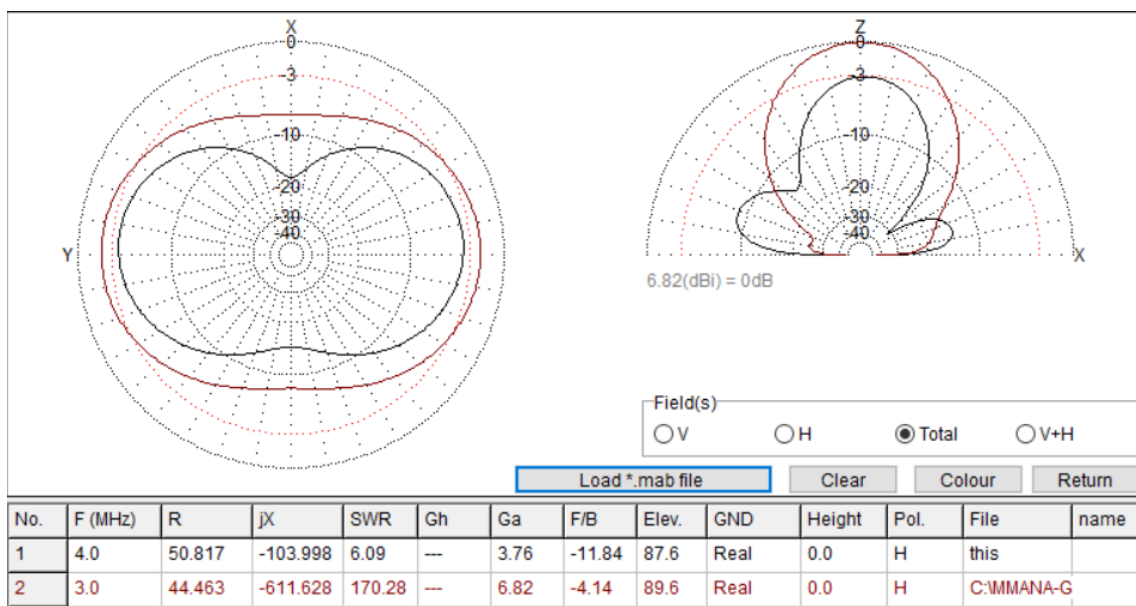 X
0
-3
-10
-20
-30
-40
Y
Z
0
-3
-10
-20
-30
-40
X
6.82(dBi) = 0dB
Field(s)
V H Total V+H
Load *.mab file Clear Colour Return
No. F (MHz) R jX SWR Gh Ga F/B Elev. GND Height Pol. File name
1 4.0 50.817 -103.998 6.09 --- 3.76 -11.84 87.6 Real 0.0 H this
2 3.0 44.463 -611.628 170.28 --- 6.82 -4.14 89.6 Real 0.0 H C:\MMANA-G